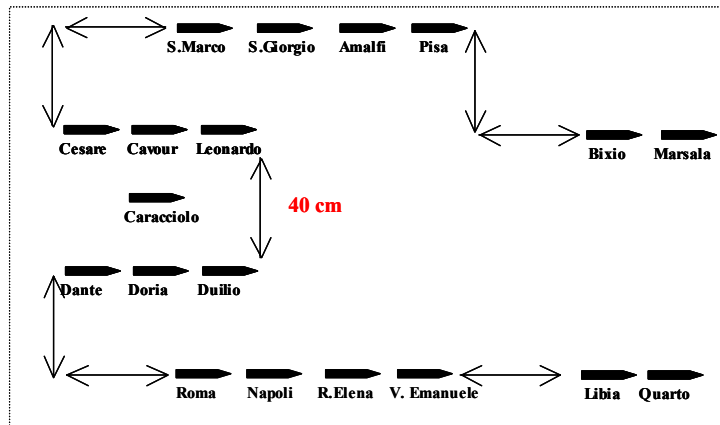 S.Marco S.Giorgio Amalfi Pisa
Cesare Cavour Leonardo Bixio Marsala
Caracciolo 40 cm
Dante Doria Duilio
Roma Napoli R.Elena V. Emanuele Libia Quarto